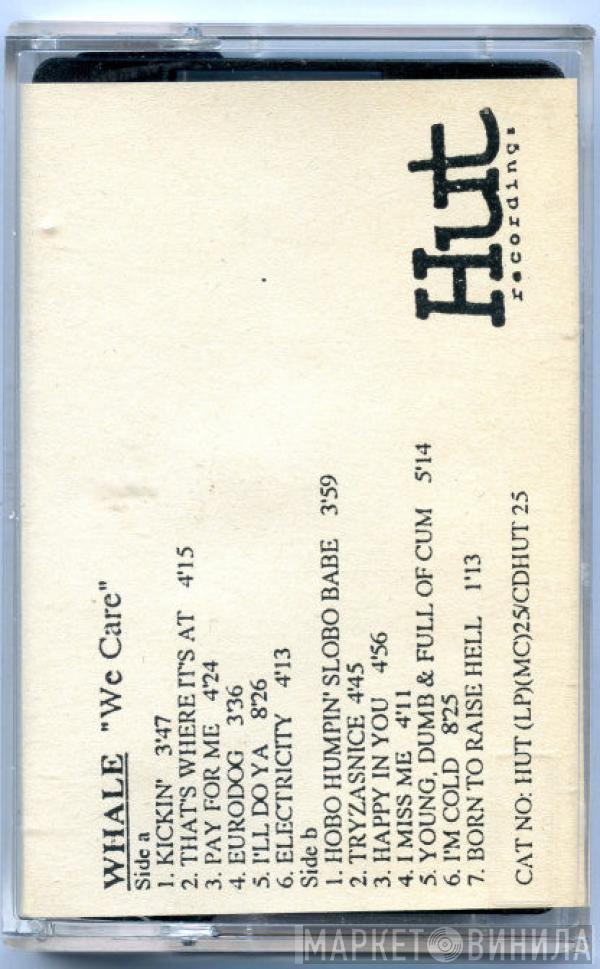 WHALE "We Care"
Side a
1. KICKIN' 3'47
2. THAT'S WHERE IT'S AT 4'15
3. PAY FOR ME 4'24
4. EURODOG 3'36
5. I'LL DO YA 8'26
6. ELECTRICITY 4'13
Side b
1. HOBO HUMPIN' SLOBO BABE 3'59
2. TRYZASNICE 4'45
3. HAPPY IN YOU 4'56
4. I MISS ME 4'11
5. YOUNG, DUMB & FULL OF CUM 5'14
6. I'M COLD 8'25
7. BORN TO RAISE HELL 1'13
CAT NO: HUT (LP)(MC)25/CDHUT 25
Hut
recordings
МАРКЕТ ВИНИЛА